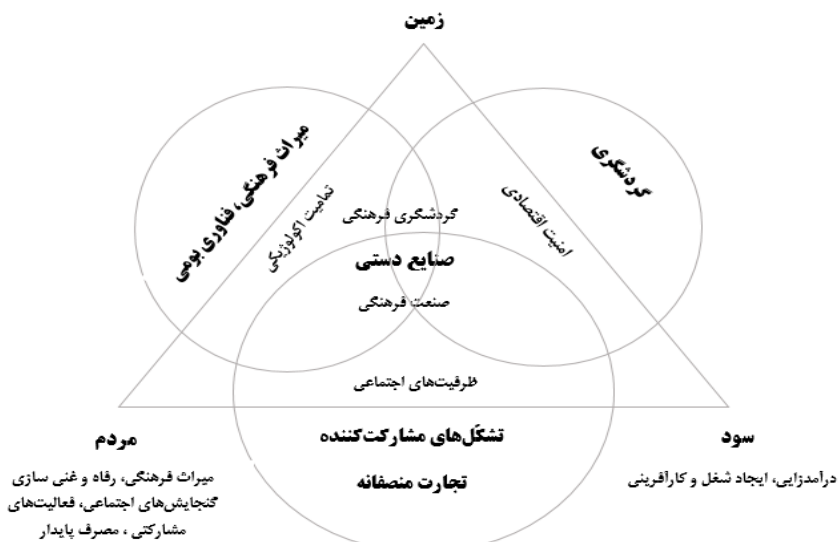 زمین
میراث فرهنگی، فناوری بومی
گردشگری
تمامیت اکولوژیکی
امنیت اقتصادی
گردشگری فرهنگی
صنایع دستی
صنعت فرهنگی
ظرفیت‌های اجتماعی
تشکّل‌های مشارکت‌کننده
تجارت منصفانه
مردم
میراث فرهنگی، رفاه و غنی سازی
گنجایش‌های اجتماعی، فعالیت‌های
مشارکتی ، مصرف پایدار
سود
درآمدزایی، ایجاد شغل و کارآفرینی